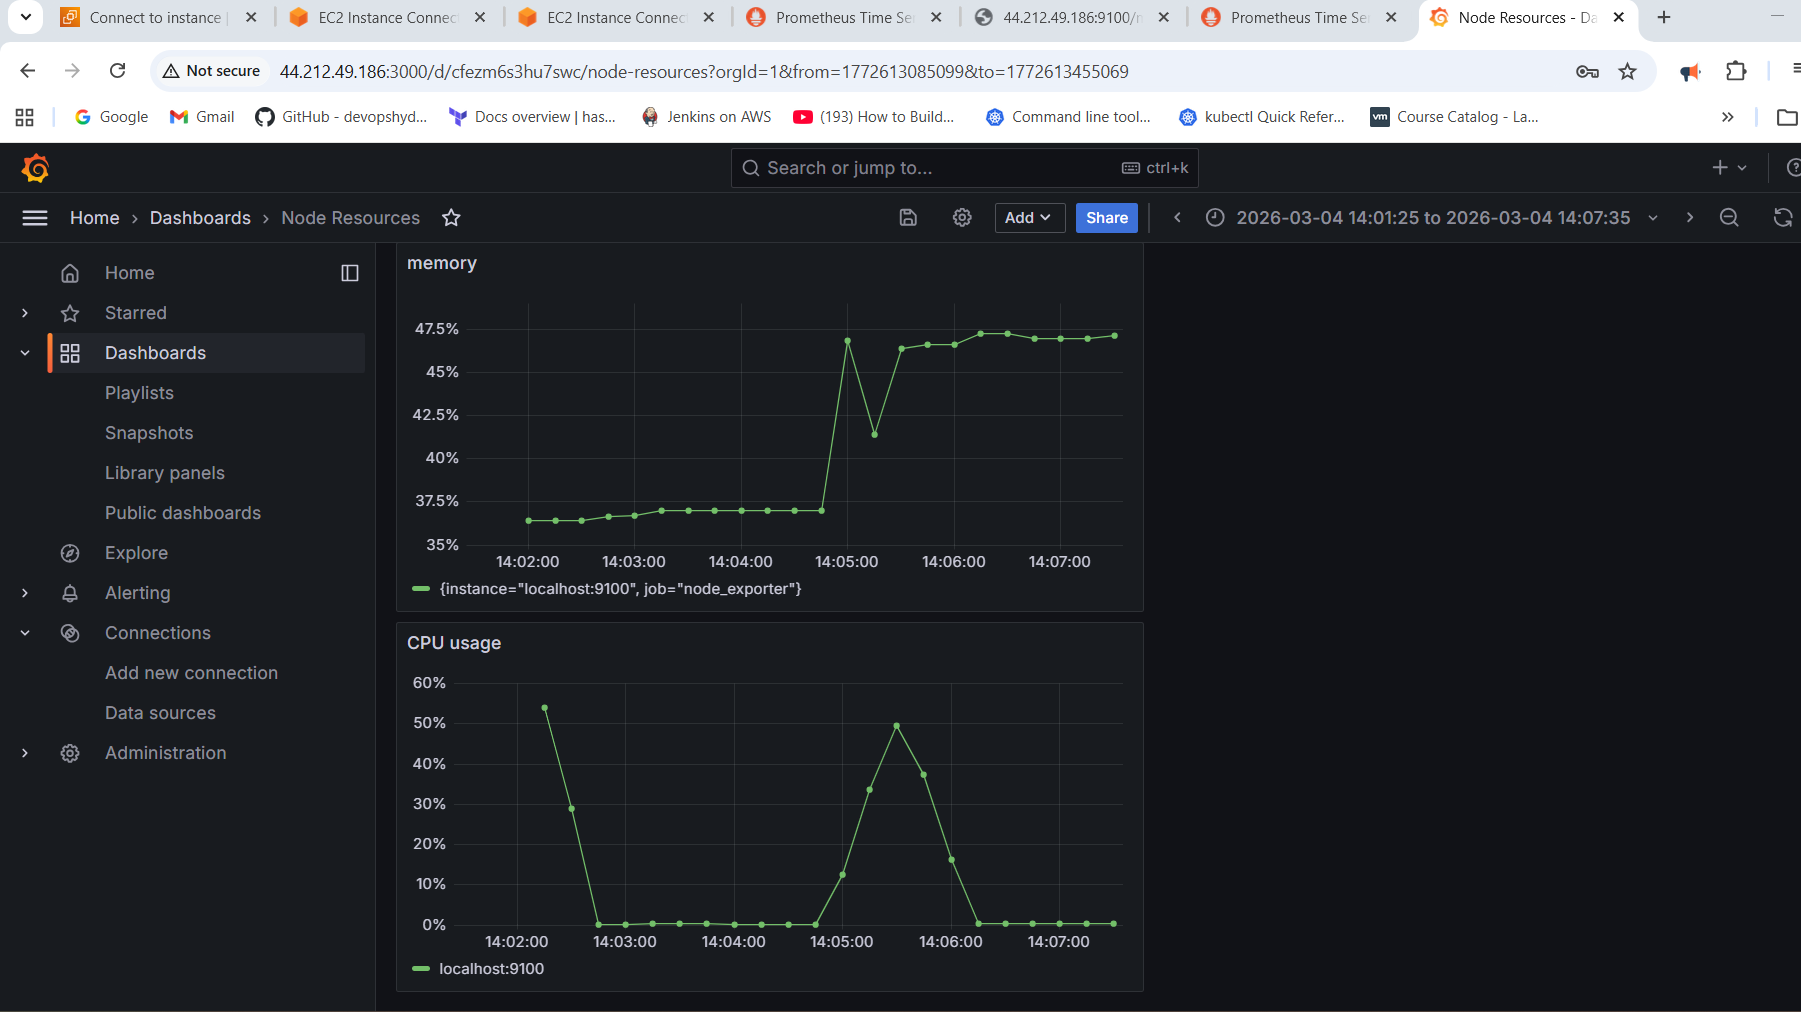 Connect to instance |
EC2 Instance Connec
EC2 Instance Connec
Prometheus Time Se
44.212.49.186:9100/
Prometheus Time Se
Node Resources - Da
Not secure
44.212.49.186:3000/d/cfezm6s3hu7swc/node-resources?orgId=1&from=1772613085099&to=1772613455069
Google
Gmail
GitHub - devopshyd...
Docs overview | has...
Jenkins on AWS
(193) How to Build...
Command line tool...
kubectl Quick Refer...
vm
Course Catalog - La...
Search or jump to...
ctrl+k
Home › Dashboards › Node Resources
Add
Share
2026-03-04 14:01:25 to 2026-03-04 14:07:35
Home
Starred
Dashboards
Playlists
Snapshots
Library panels
Public dashboards
Explore
Alerting
Connections
Add new connection
Data sources
Administration
memory
47.5%
45%
42.5%
40%
37.5%
35%
14:02:00 14:03:00 14:04:00 14:05:00 14:06:00 14:07:00
{instance="localhost:9100", job="node_exporter"}
CPU usage
60%
50%
40%
30%
20%
10%
0%
14:02:00 14:03:00 14:04:00 14:05:00 14:06:00 14:07:00
localhost:9100